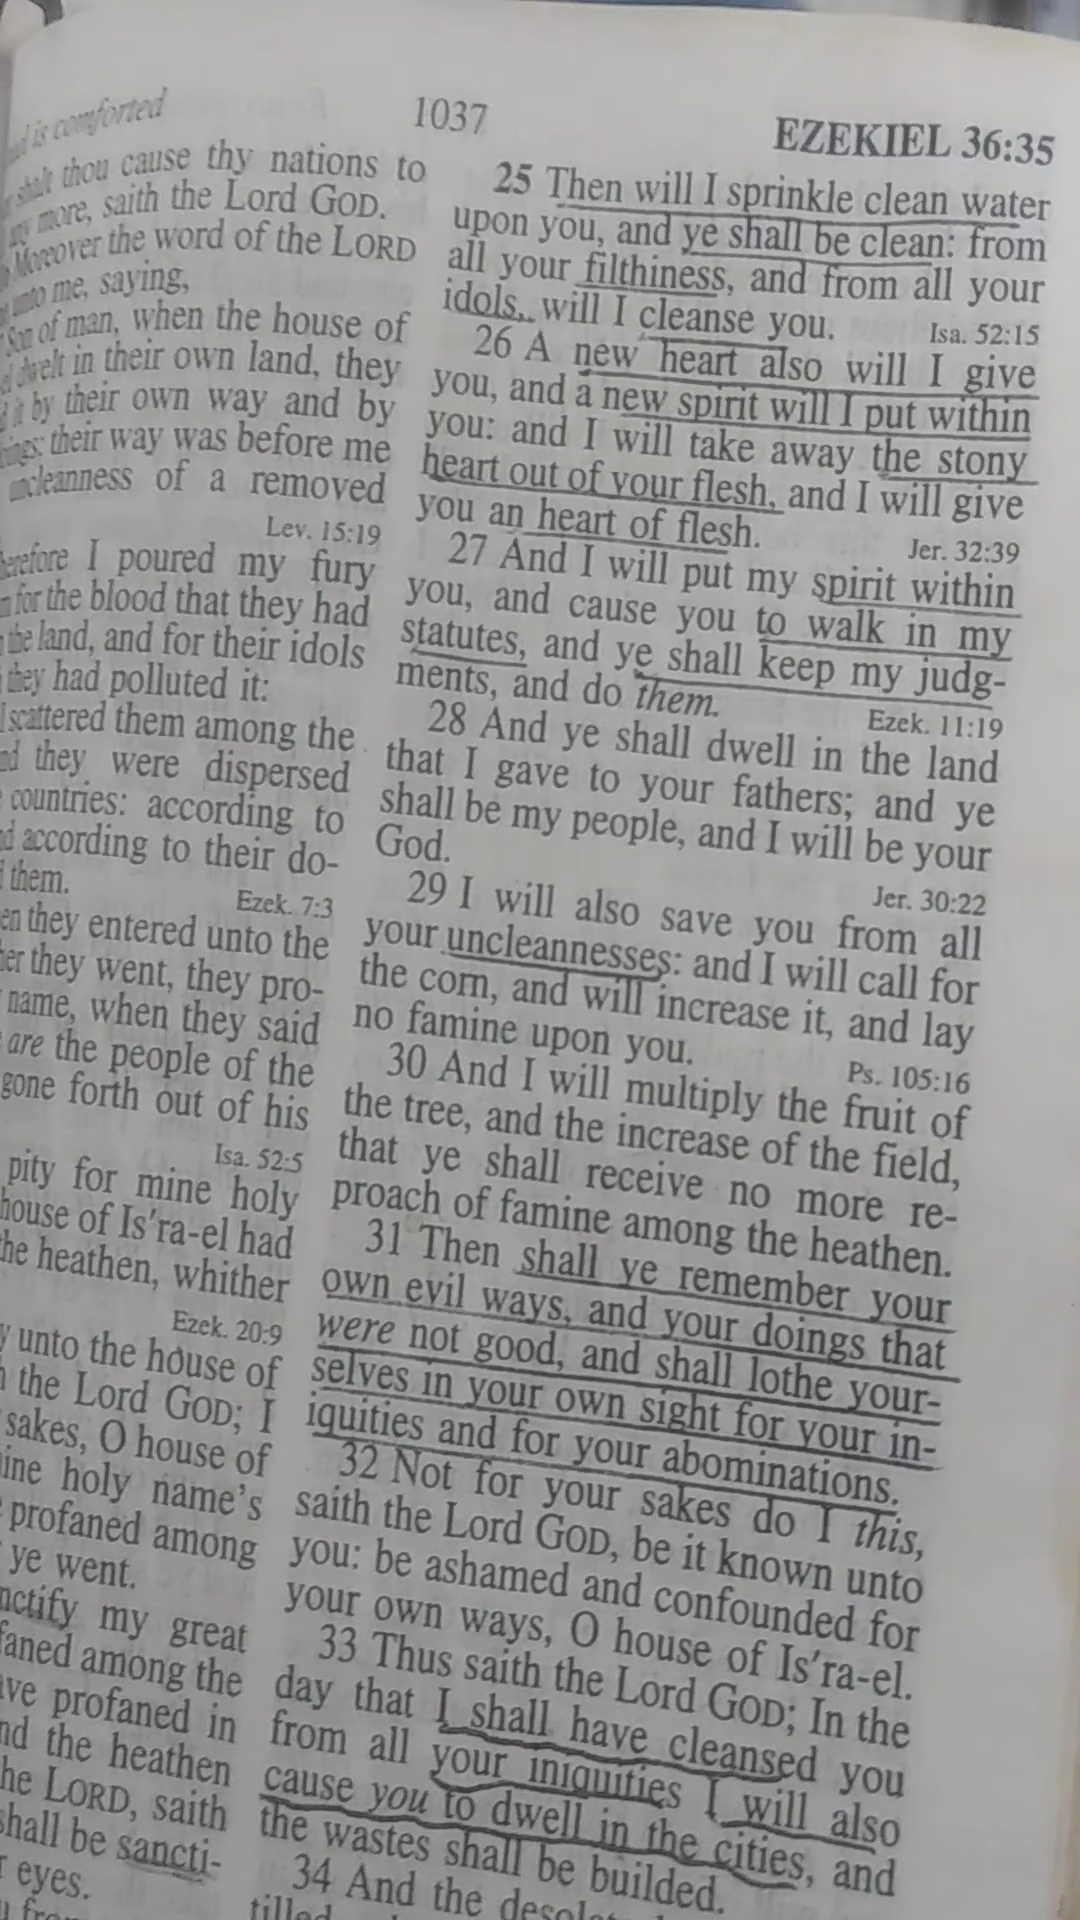 is comforted
1037
EZEKIEL 36:35
shalt thou cause thy nations to
more, saith the Lord GOD.
Moreover the word of the LORD
unto me, saying,
Son of man, when the house of
dwelt in their own land, they
it by their own way and by
their way was before me
uncleanness of a removed
Lev. 15:19
I poured my fury
for the blood that they had
the land, and for their idols
they had polluted it:
I scattered them among the
they were dispersed
countries: according to
according to their do-
them.
Ezek. 7:3
they entered unto the
they went, they pro-
name, when they said
are the people of the
gone forth out of his
Isa. 52:5
pity for mine holy
house of Is'ra-el had
the heathen, whither
Ezek. 20:9
unto the house of
the Lord GOD; I
sakes, O house of
holy name's
profaned among
ye went.
my great
among the
profaned in
the heathen
the LORD, saith
shall be sancti-
eyes.
25 Then will I sprinkle clean water
upon you, and ye shall be clean: from
all your filthiness, and from all your
idols, will I cleanse you.
Isa. 52:15
26 A new heart also will I give
you, and a new spirit will I put within
you: and I will take away the stony
heart out of your flesh, and I will give
you an heart of flesh.
Jer. 32:39
27 And I will put my spirit within
you, and cause you to walk in my
statutes, and ye shall keep my judg-
ments, and do them.
Ezek. 11:19
28 And ye shall dwell in the land
that I gave to your fathers; and ye
shall be my people, and I will be your
God.
Jer. 30:22
29 I will also save you from all
your uncleannesses: and I will call for
the corn, and will increase it, and lay
no famine upon you.
Ps. 105:16
30 And I will multiply the fruit of
the tree, and the increase of the field,
that ye shall receive no more re-
proach of famine among the heathen.
31 Then shall ye remember your
own evil ways, and your doings that
were not good, and shall lothe your-
selves in your own sight for your in-
iquities and for your abominations.
32 Not for your sakes do I this,
saith the Lord GOD, be it known unto
you: be ashamed and confounded for
your own ways, O house of Is'ra-el.
33 Thus saith the Lord GOD; In the
day that I shall have cleansed you
from all your iniquities I will also
cause you to dwell in the cities, and
the wastes shall be builded.
34 And the
tilled